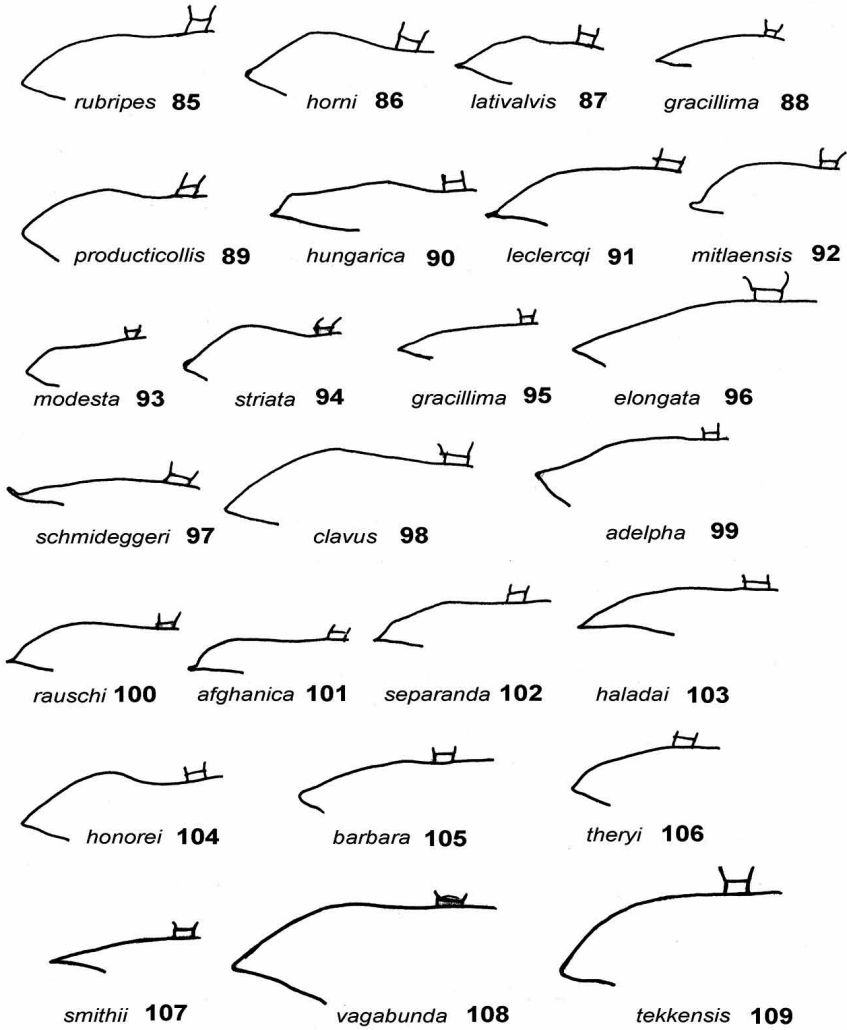 rubripes 85 horni 86 lativalvis 87 gracillima 88
producticollis 89 hungarica 90 leclercqi 91 mitlaensis 92
modesta 93 striata 94 gracillima 95 elongata 96
schmideggeri 97 clavus 98 adelpha 99
rauschi 100 afghanica 101 separanda 102 haladai 103
honorei 104 barbara 105 theryi 106
smithii 107 vagabunda 108 tekkensis 109